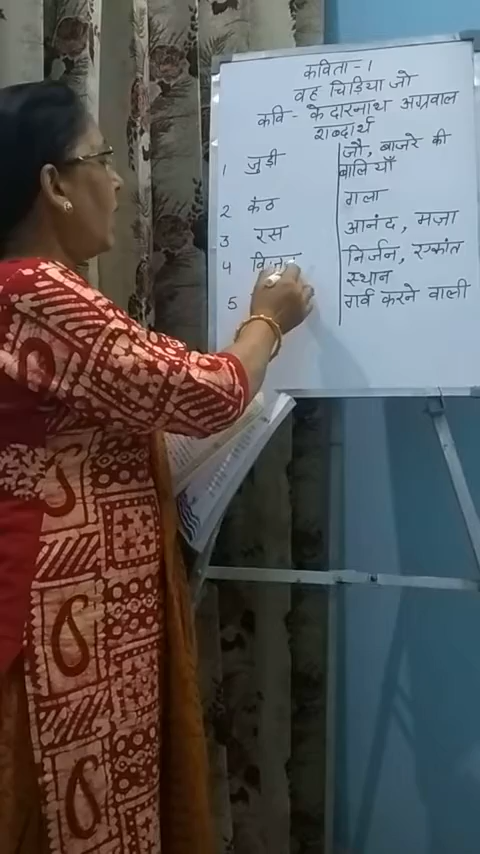 कविता - 1
वह चिड़िया जो
कवि - केदारनाथ अग्रवाल
शब्दार्थ
1 जुंड़ी जौ, बाजरे की बालियाँ
2 कंठ गला
3 रस आनंद, मज़ा
4 विजन निर्जन, एकांत स्थान
5 गर्व करने वाली